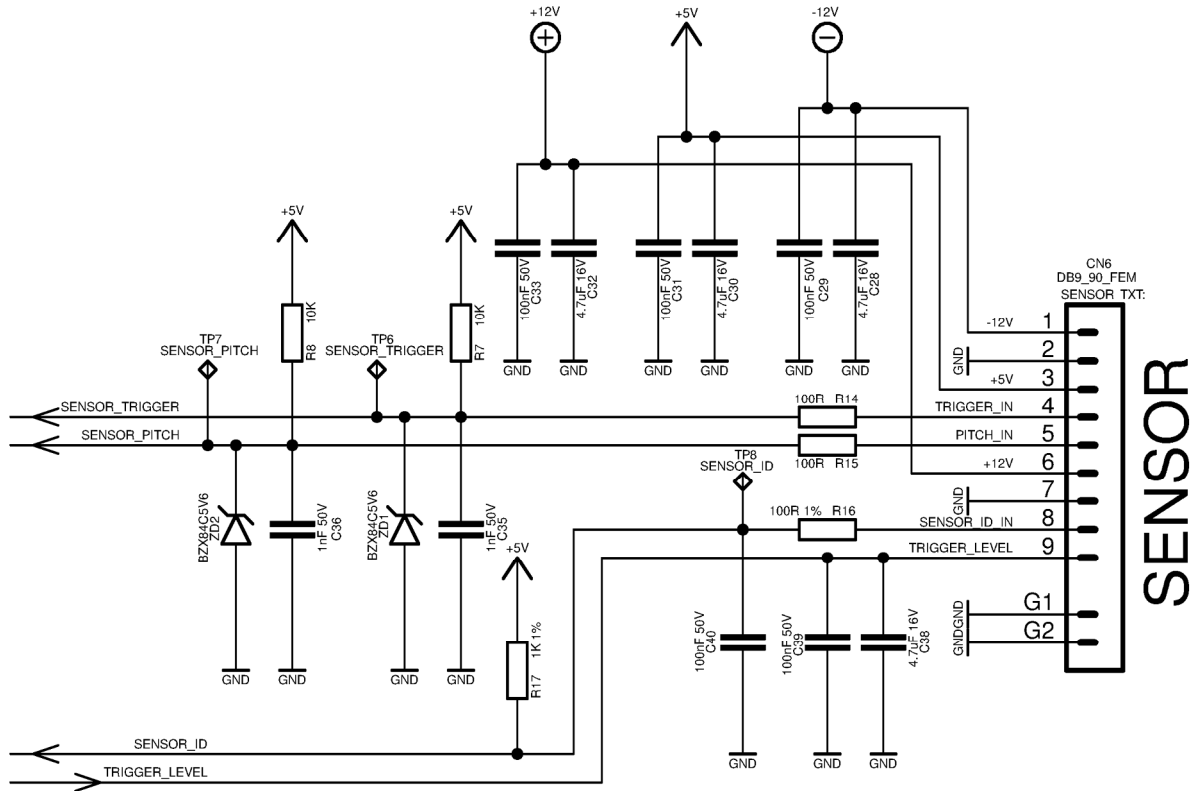 +12V
+5V
-12V
+5V
+5V
100nF 50V
C33
4.7uF 16V
C32
100nF 50V
C31
4.7uF 16V
C30
100nF 50V
C29
4.7uF 16V
C28
CN6
DB9_90_FEM
SENSOR TXT:
10K
R8
10K
R7
TP7
SENSOR_PITCH
TP6
SENSOR_TRIGGER
GND
GND
GND
GND
GND
GND
-12V 1
GND 2
+5V 3
SENSOR_TRIGGER
100R R14
TRIGGER_IN 4
SENSOR_PITCH
100R R15
PITCH_IN 5
TP8
SENSOR_ID
+12V 6
GND 7
100R 1% R16
SENSOR_ID_IN 8
TRIGGER_LEVEL 9
BZX84C5V6
ZD2
1nF 50V
C36
BZX84C5V6
ZD1
1nF 50V
C35
+5V
GND G1
GND G2
SENSOR
1K 1%
R17
100nF 50V
C40
100nF 50V
C39
4.7uF 16V
C38
GND
GND
GND
GND
SENSOR_ID
GND
GND
GND
TRIGGER_LEVEL